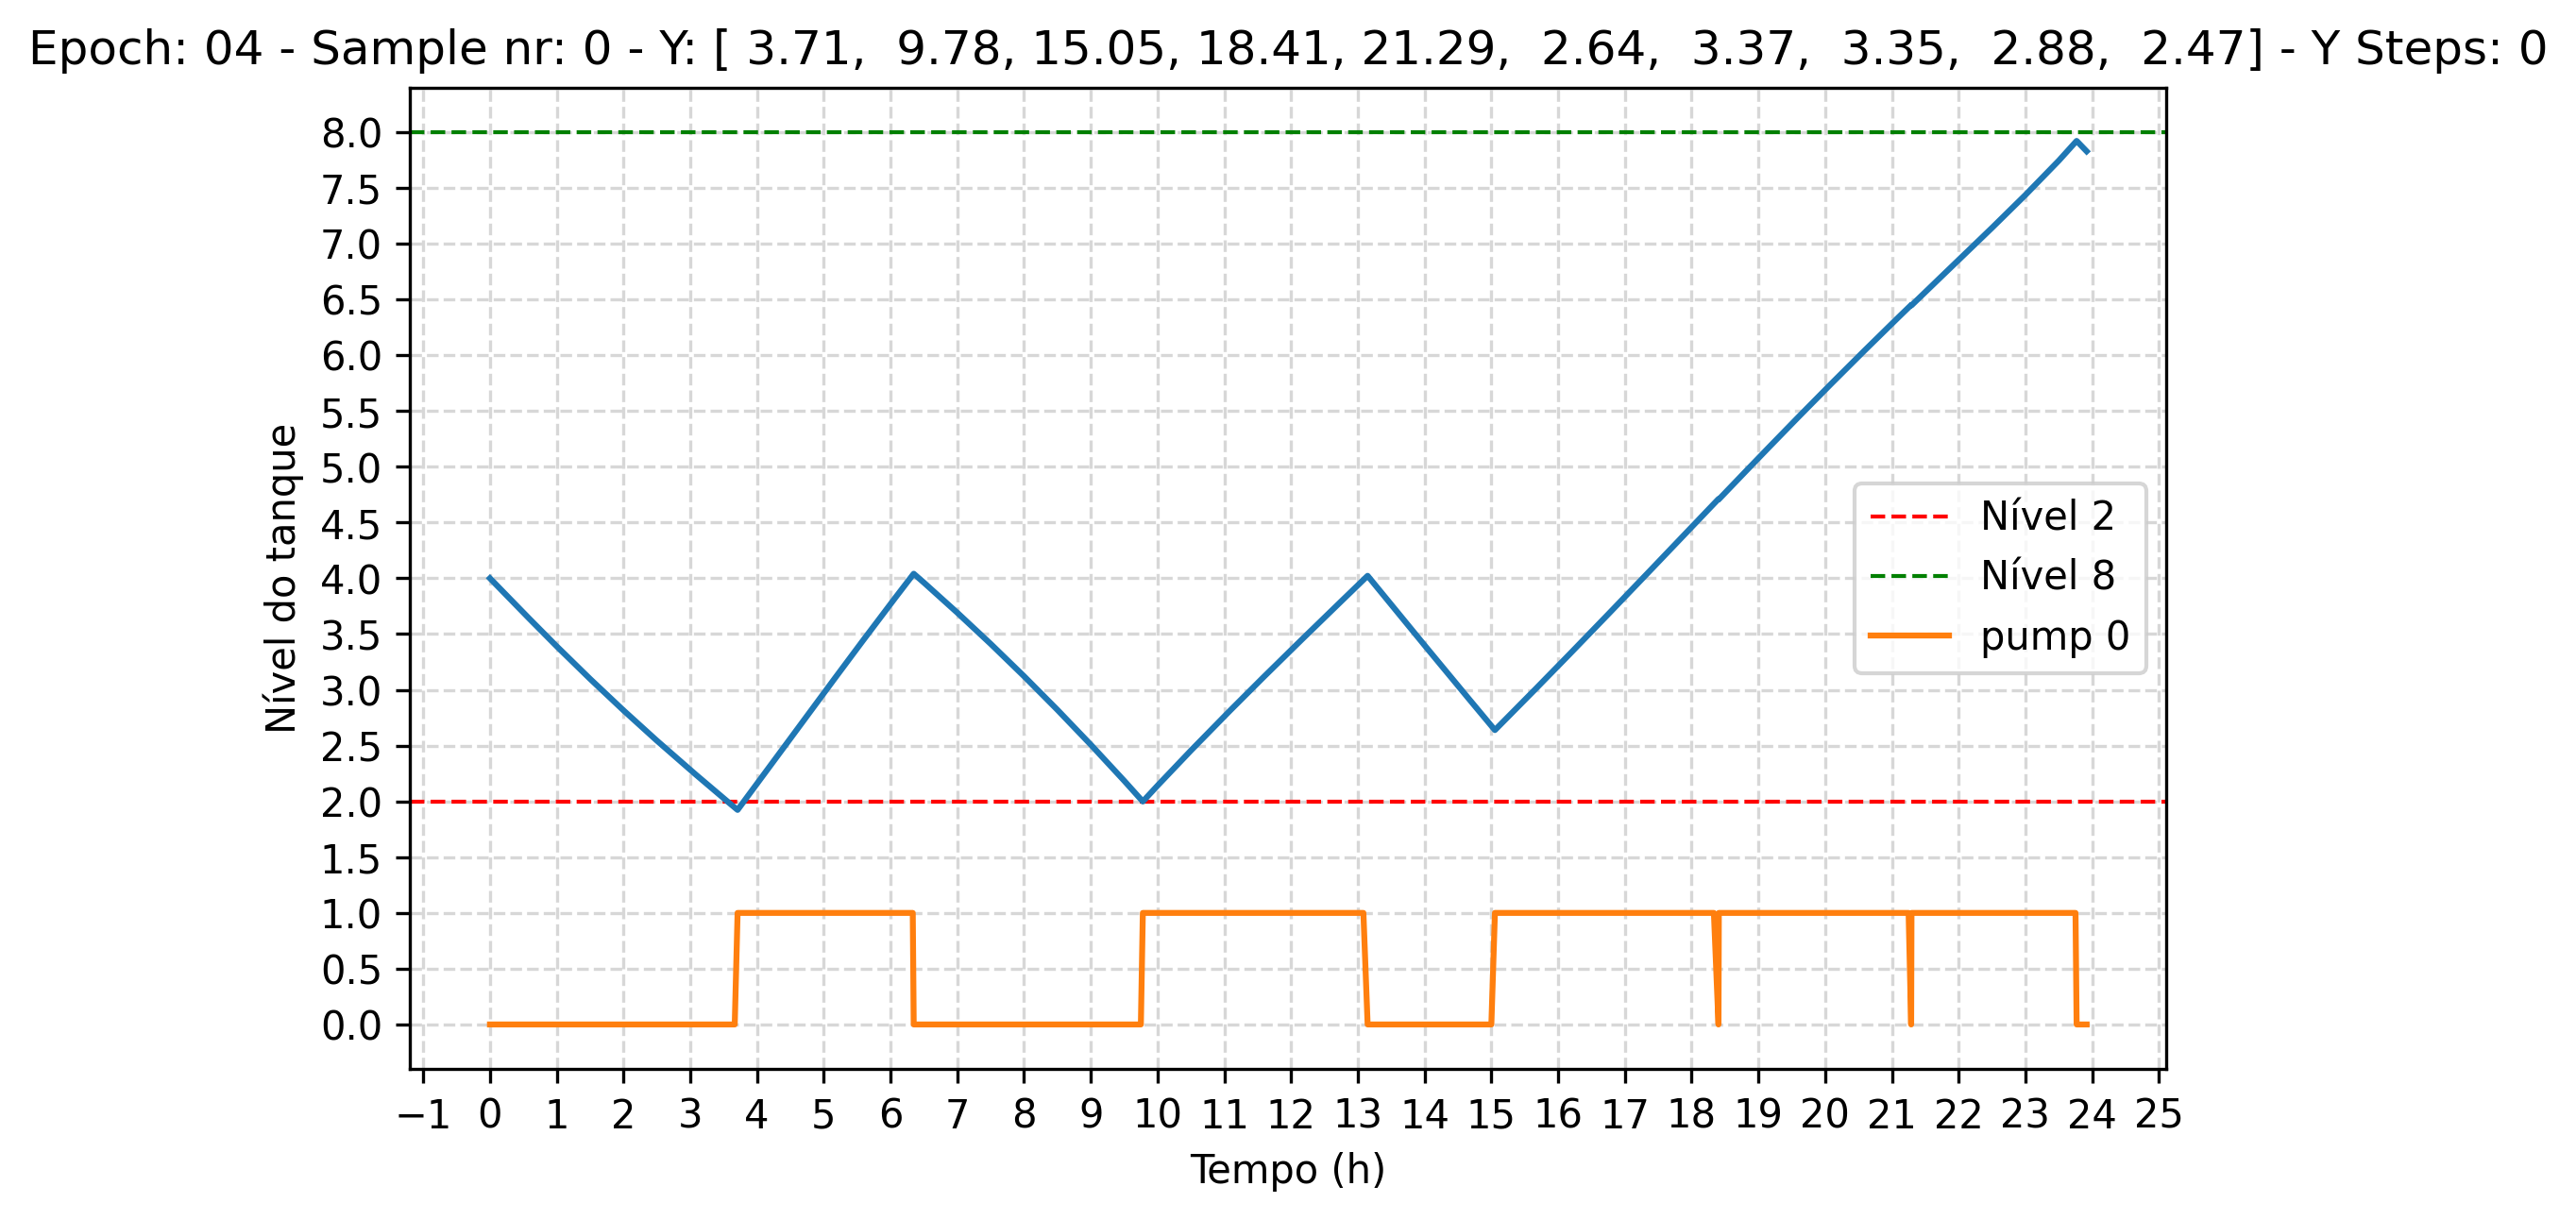 Epoch: 04 - Sample nr: 0 - Y: [ 3.71,  9.78, 15.05, 18.41, 21.29,  2.64,  3.37,  3.35,  2.88,  2.47] - Y Steps: 0
8.0
7.5
7.0
6.5
6.0
5.5
5.0
4.5
4.0
3.5
3.0
2.5
2.0
1.5
1.0
0.5
0.0
Nível do tanque
Nível 2
Nível 8
pump 0
−1 0 1 2 3 4 5 6 7 8 9 10 11 12 13 14 15 16 17 18 19 20 21 22 23 24 25
Tempo (h)